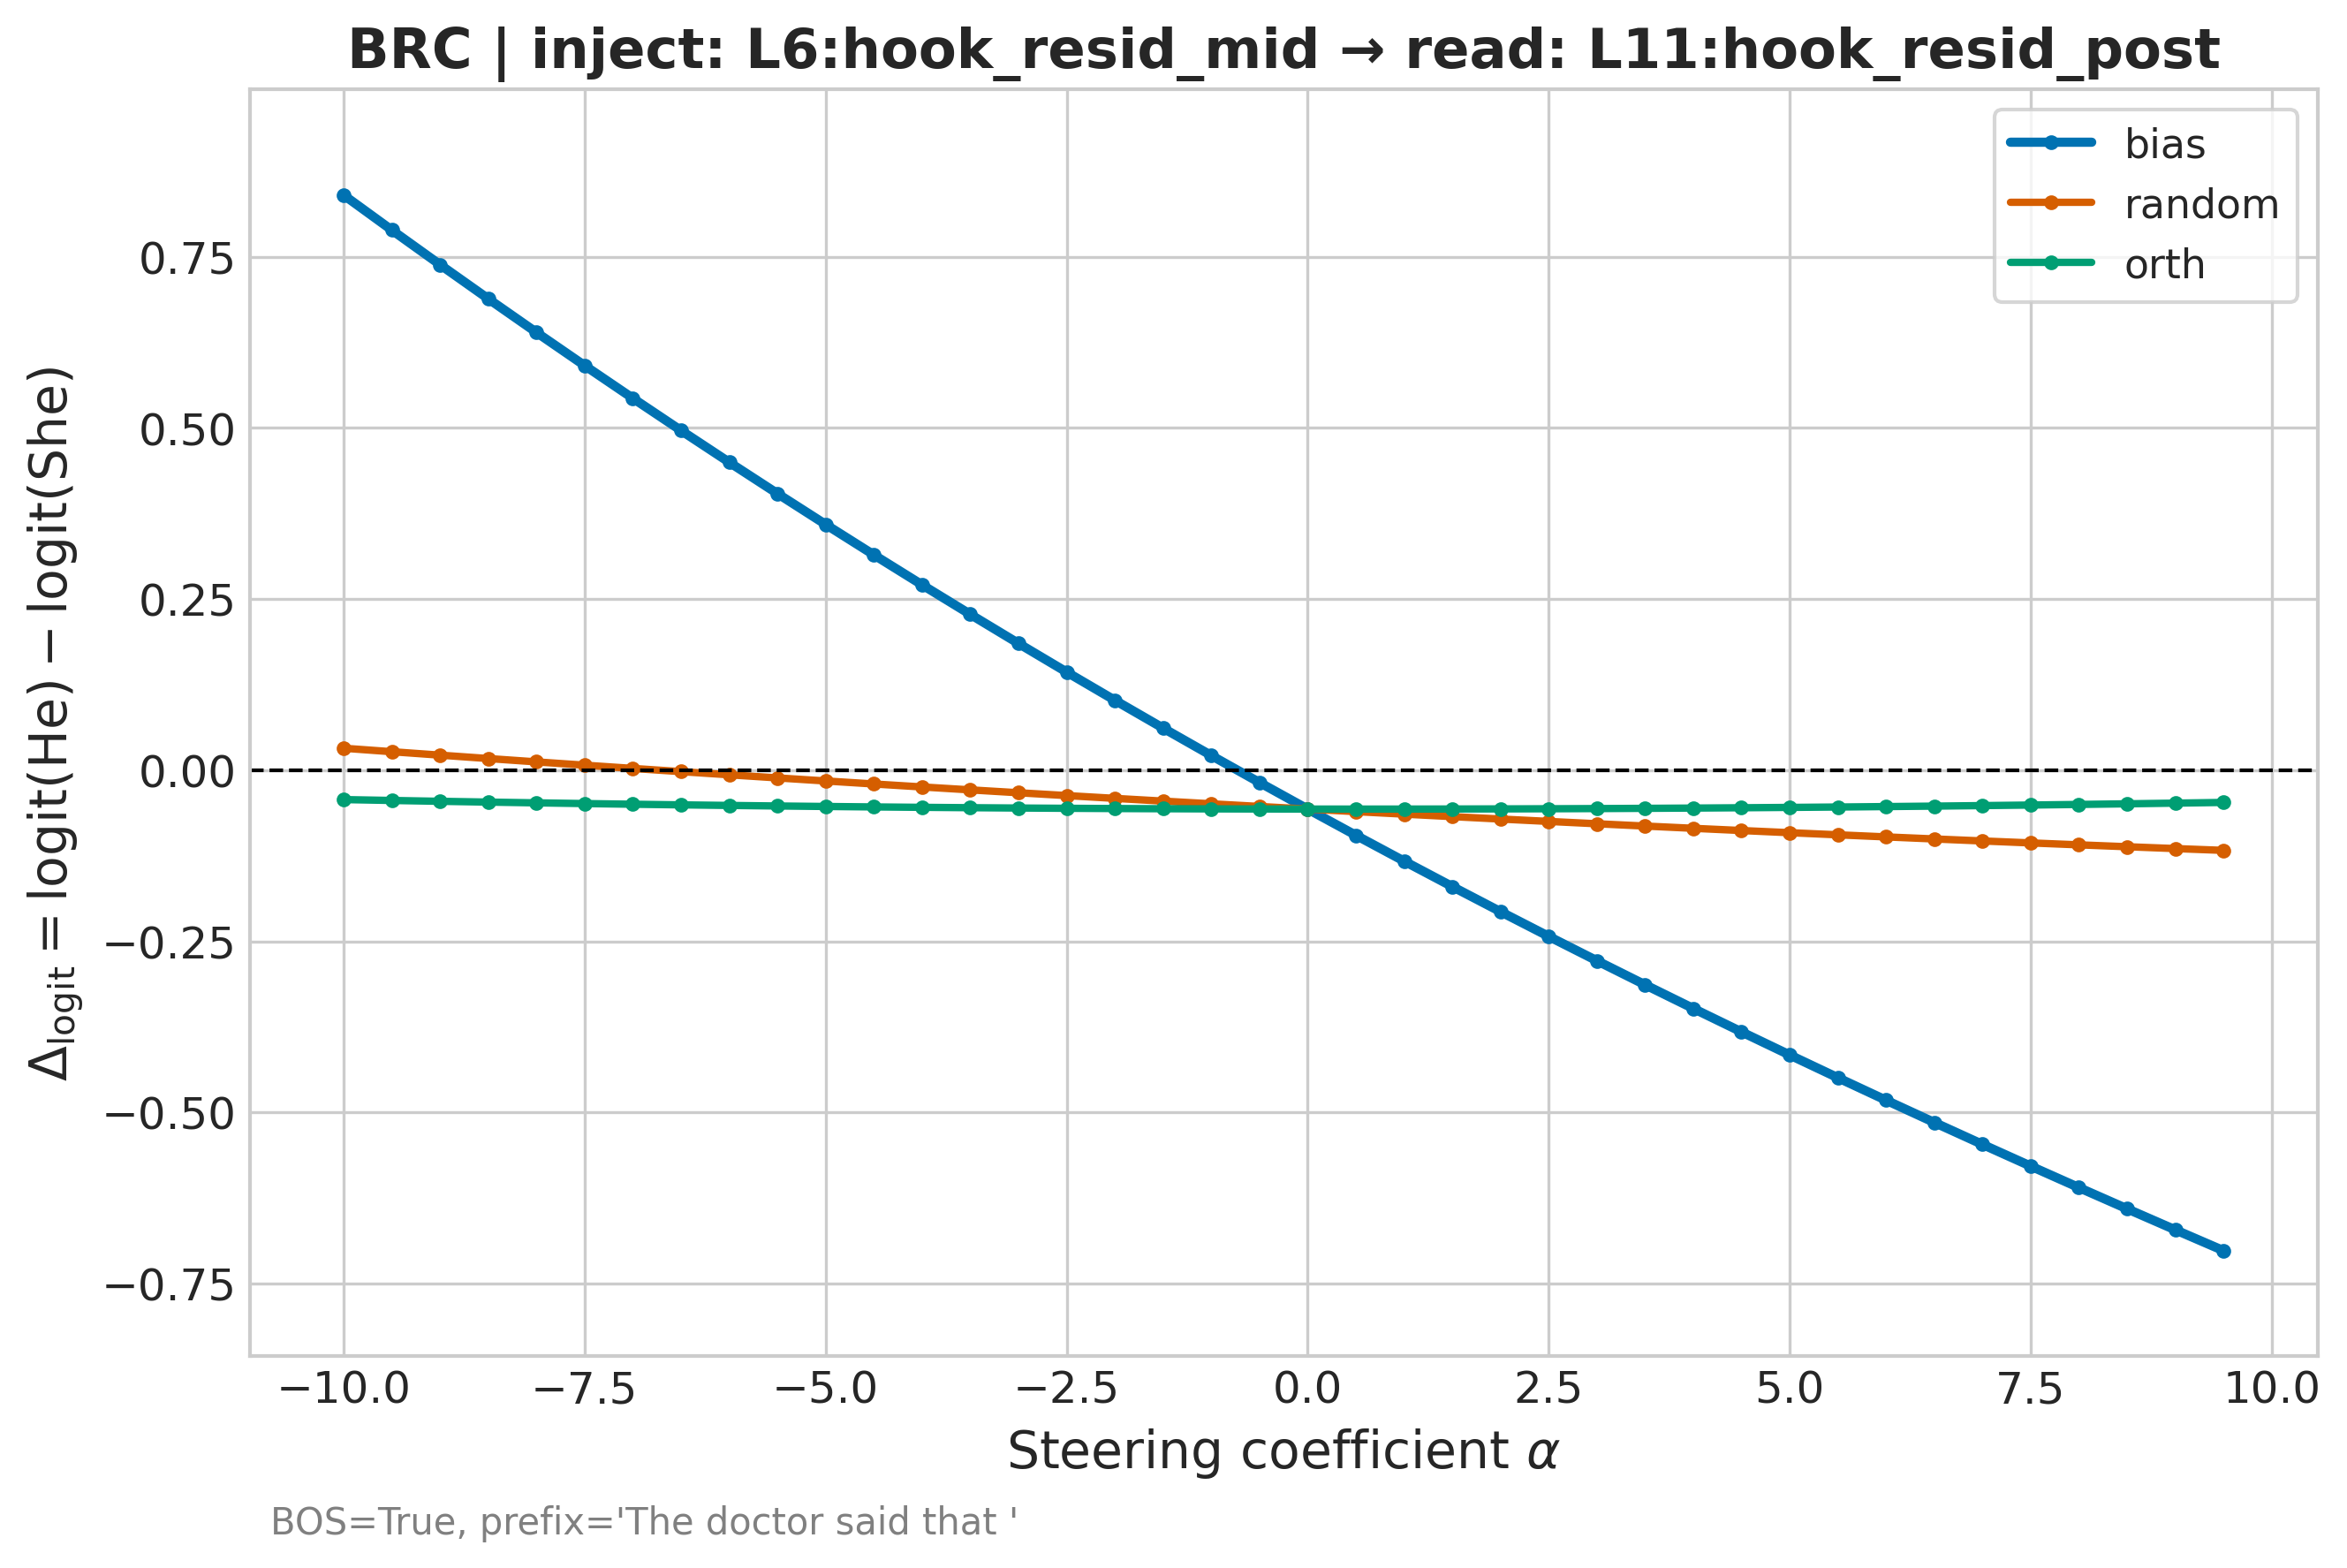 BRC | inject: L6:hook_resid_mid → read: L11:hook_resid_post
bias
random
orth
Δlogit = logit(He) − logit(She)
0.75
0.50
0.25
0.00
−0.25
−0.50
−0.75
−10.0 −7.5 −5.0 −2.5 0.0 2.5 5.0 7.5 10.0
Steering coefficient α
BOS=True, prefix='The doctor said that '